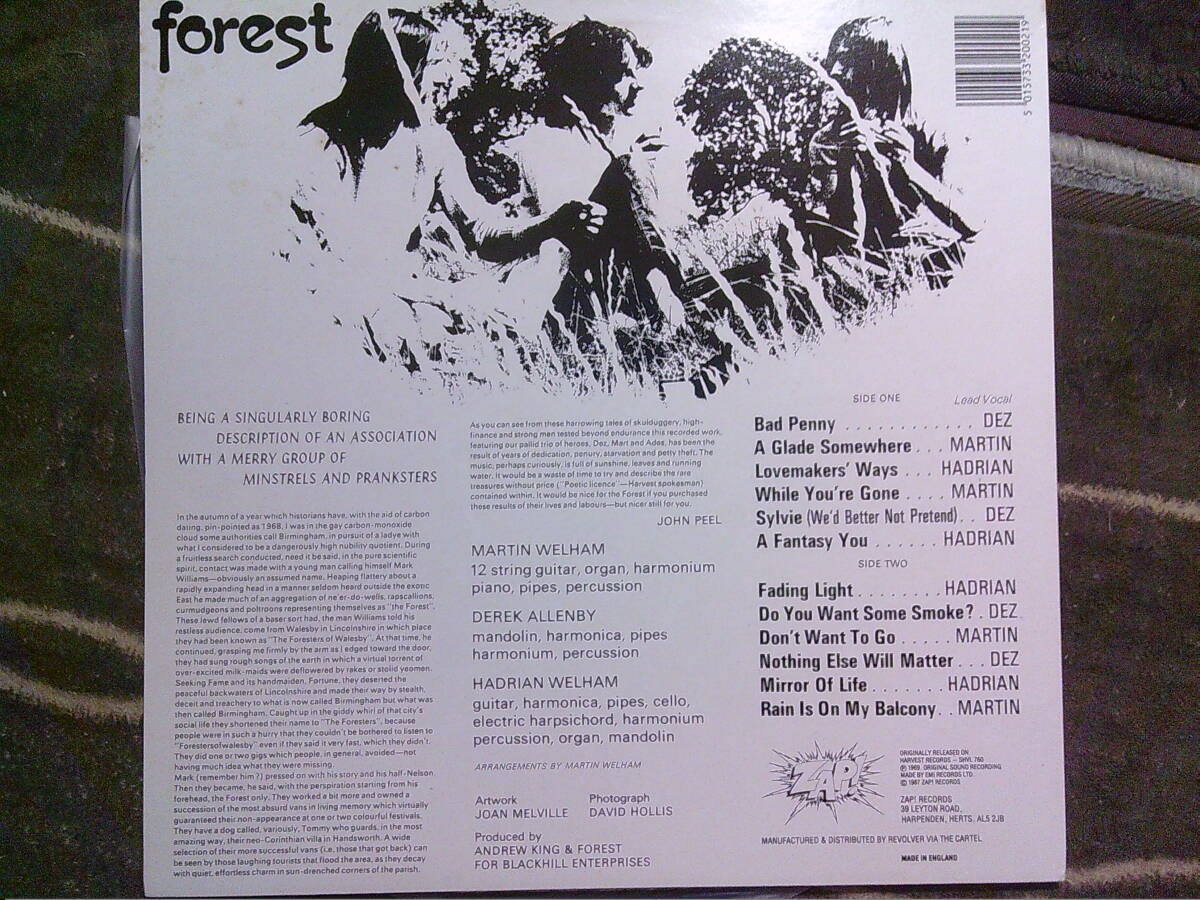 forest
5 015733 200219
BEING A SINGULARLY BORING
DESCRIPTION OF AN ASSOCIATION
WITH A MERRY GROUP OF
MINSTRELS AND PRANKSTERS
In the autumn of a year which historians have, with the aid of carbon
dating, pin-pointed as 1968, I was in the gay carbon-monoxide
cloud some authorities call Birmingham, in pursuit of a ladye with
what I considered to be a dangerously high nubility quotient. During
a fruitless search conducted, need it be said, in the pure scientific
spirit, contact was made with a young man calling himself Mark
Williams—obviously an assumed name. Heaping flattery about a
rapidly expanding head in a manner seldom heard outside the exotic
East he made much of an aggregation of ne'er-do-wells, rapscallions,
curmudgeons and poltroons representing themselves as "the Forest".
These lewd fellows of a baser sort had, the man Williams told his
restless audience, come from Walesby in Lincolnshire in which place
they had been known as "The Foresters of Walesby". At that time, he
continued, grasping me firmly by the arm as I edged toward the door,
they had sung rough songs of the earth in which a virtual torrent of
over-excited milk-maids were deflowered by rakes or stolid yeomen.
Seeking Fame and its handmaiden, Fortune, they deserted the
peaceful backwaters of Lincolnshire and made their way by stealth,
deceit and treachery to what is now called Birmingham but what was
then called Birmingham. Caught up in the giddy whirl of that city's
social life they shortened their name to "The Foresters", because
people were in such a hurry that they couldn't be bothered to listen to
"Forestersofwalesby" even if they said it very fast, which they didn't.
They did one or two gigs which people, in general, avoided—not
having much idea what they were missing.
Mark (remember him?) pressed on with his story and his half-Nelson.
Then they became, he said, with the perspiration starting from his
forehead, the Forest only. They worked a bit more and owned a
succession of the most absurd vans in living memory which virtually
guaranteed their non-appearance at one or two colourful festivals.
They have a dog called, variously, Tommy who guards, in the most
amazing way, their neo-Corinthian villa in Handsworth. A wide
selection of their more successful vans (i.e. those that got back) can
be seen by those laughing tourists that flood the area, as they decay
with quiet, effortless charm in sun-drenched corners of the parish.
As you can see from these harrowing tales of skulduggery, high-
finance and strong men tested beyond endurance this recorded work,
featuring our pallid trio of heroes, Dez, Mart and Ades, has been the
result of years of dedication, penury, starvation and petty theft. The
music, perhaps curiously, is full of sunshine, leaves and running
water. It would be a waste of time to try and describe the rare
treasures without price ("Poetic licence"—Harvest spokesman)
contained within. It would be nice for the Forest if you purchased
these results of their lives and labours—but nicer still for you.
JOHN PEEL
MARTIN WELHAM
12 string guitar, organ, harmonium
piano, pipes, percussion
DEREK ALLENBY
mandolin, harmonica, pipes
harmonium, percussion
HADRIAN WELHAM
guitar, harmonica, pipes, cello,
electric harpsichord, harmonium
percussion, organ, mandolin
ARRANGEMENTS BY MARTIN WELHAM
Artwork
JOAN MELVILLE
Photograph
DAVID HOLLIS
Produced by
ANDREW KING & FOREST
FOR BLACKHILL ENTERPRISES
SIDE ONE Lead Vocal
Bad Penny . . . . . . . . . . . . DEZ
A Glade Somewhere . . . MARTIN
Lovemakers' Ways . . . HADRIAN
While You're Gone . . . . MARTIN
Sylvie (We'd Better Not Pretend) . . DEZ
A Fantasy You . . . . . . HADRIAN
SIDE TWO
Fading Light . . . . . . . . HADRIAN
Do You Want Some Smoke? . DEZ
Don't Want To Go . . . . . MARTIN
Nothing Else Will Matter . . . DEZ
Mirror Of Life . . . . . . . HADRIAN
Rain Is On My Balcony . . MARTIN
ZAP!
ORIGINALLY RELEASED ON
HARVEST RECORDS — SHVL 760
℗ 1969. ORIGINAL SOUND RECORDING
MADE BY EMI RECORDS LTD.
© 1987 ZAP! RECORDS
ZAP! RECORDS
39 LEYTON ROAD,
HARPENDEN, HERTS. AL5 2JB
MANUFACTURED & DISTRIBUTED BY REVOLVER VIA THE CARTEL
MADE IN ENGLAND